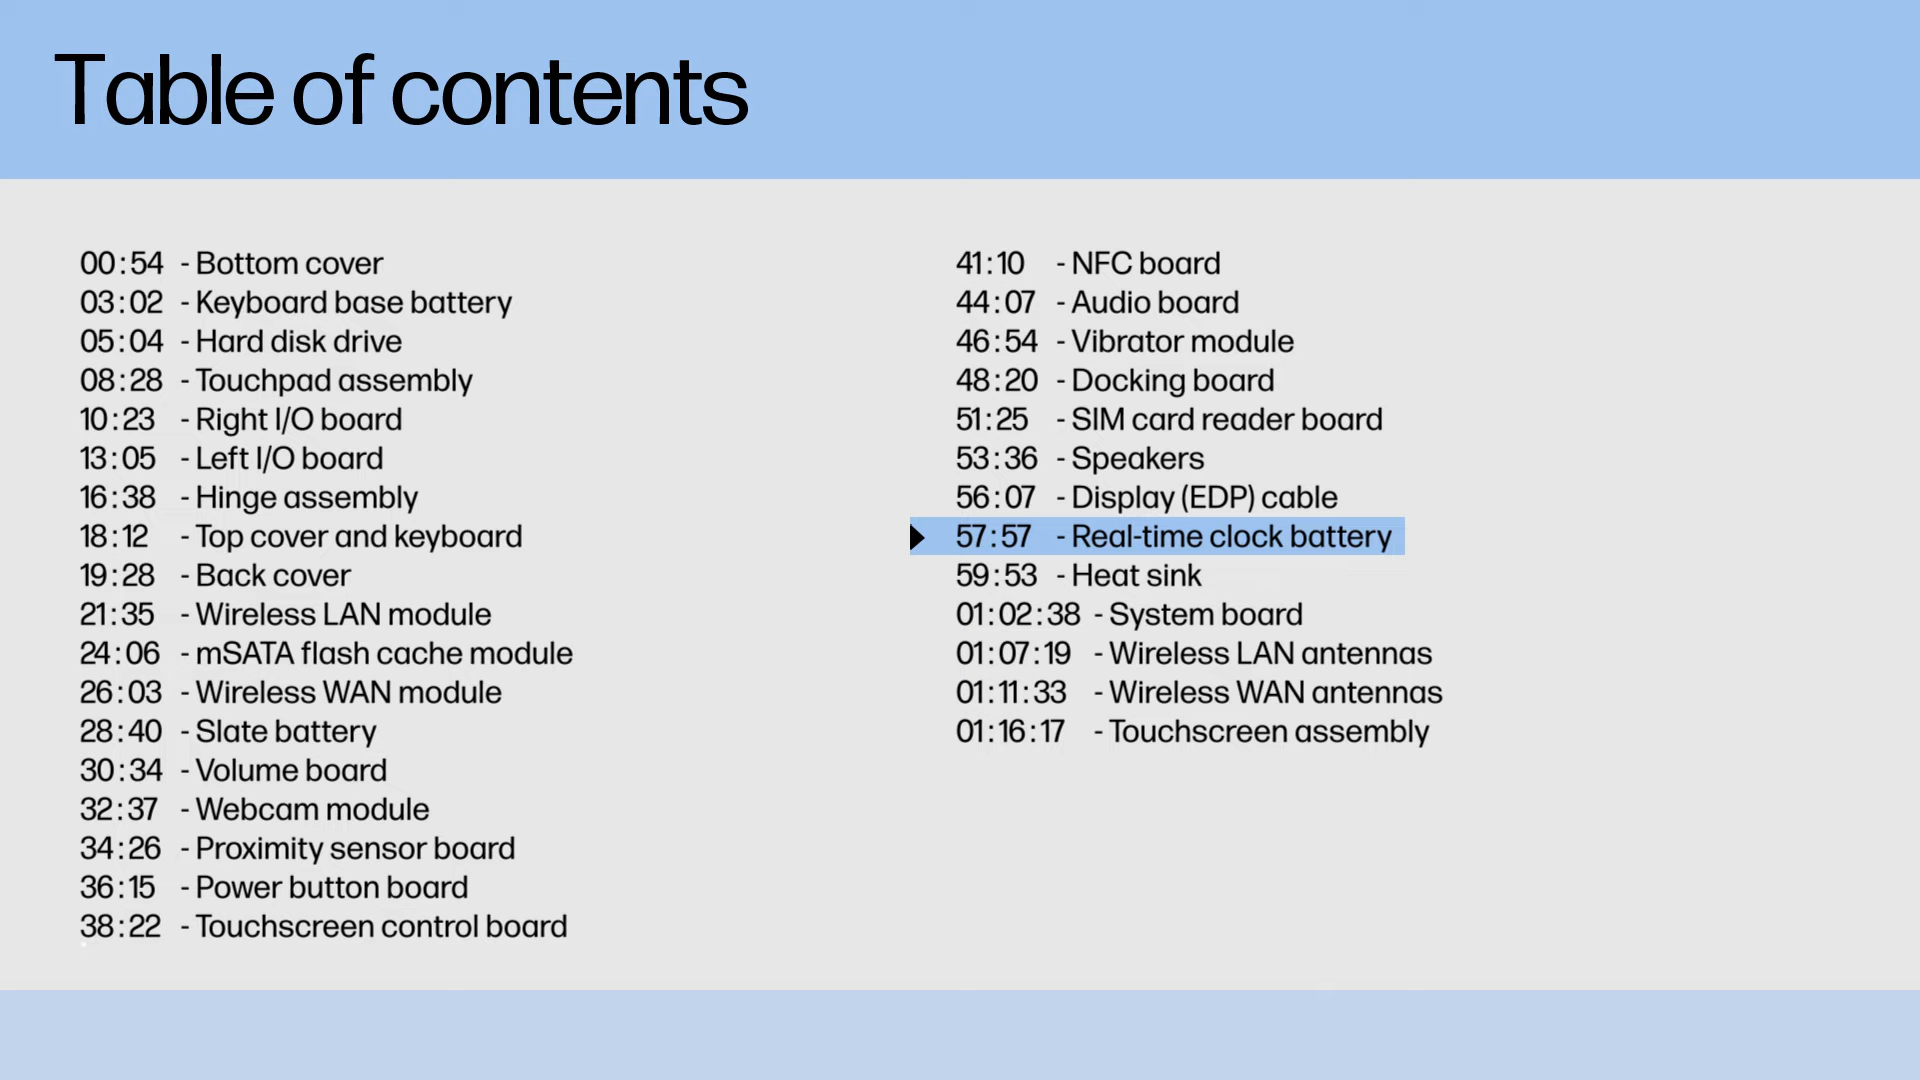 Table of contents
00:54 - Bottom cover
03:02 - Keyboard base battery
05:04 - Hard disk drive
08:28 - Touchpad assembly
10:23 - Right I/O board
13:05 - Left I/O board
16:38 - Hinge assembly
18:12 - Top cover and keyboard
19:28 - Back cover
21:35 - Wireless LAN module
24:06 - mSATA flash cache module
26:03 - Wireless WAN module
28:40 - Slate battery
30:34 - Volume board
32:37 - Webcam module
34:26 - Proximity sensor board
36:15 - Power button board
38:22 - Touchscreen control board
41:10 - NFC board
44:07 - Audio board
46:54 - Vibrator module
48:20 - Docking board
51:25 - SIM card reader board
53:36 - Speakers
56:07 - Display (EDP) cable
57:57 - Real-time clock battery
59:53 - Heat sink
01:02:38 - System board
01:07:19 - Wireless LAN antennas
01:11:33 - Wireless WAN antennas
01:16:17 - Touchscreen assembly